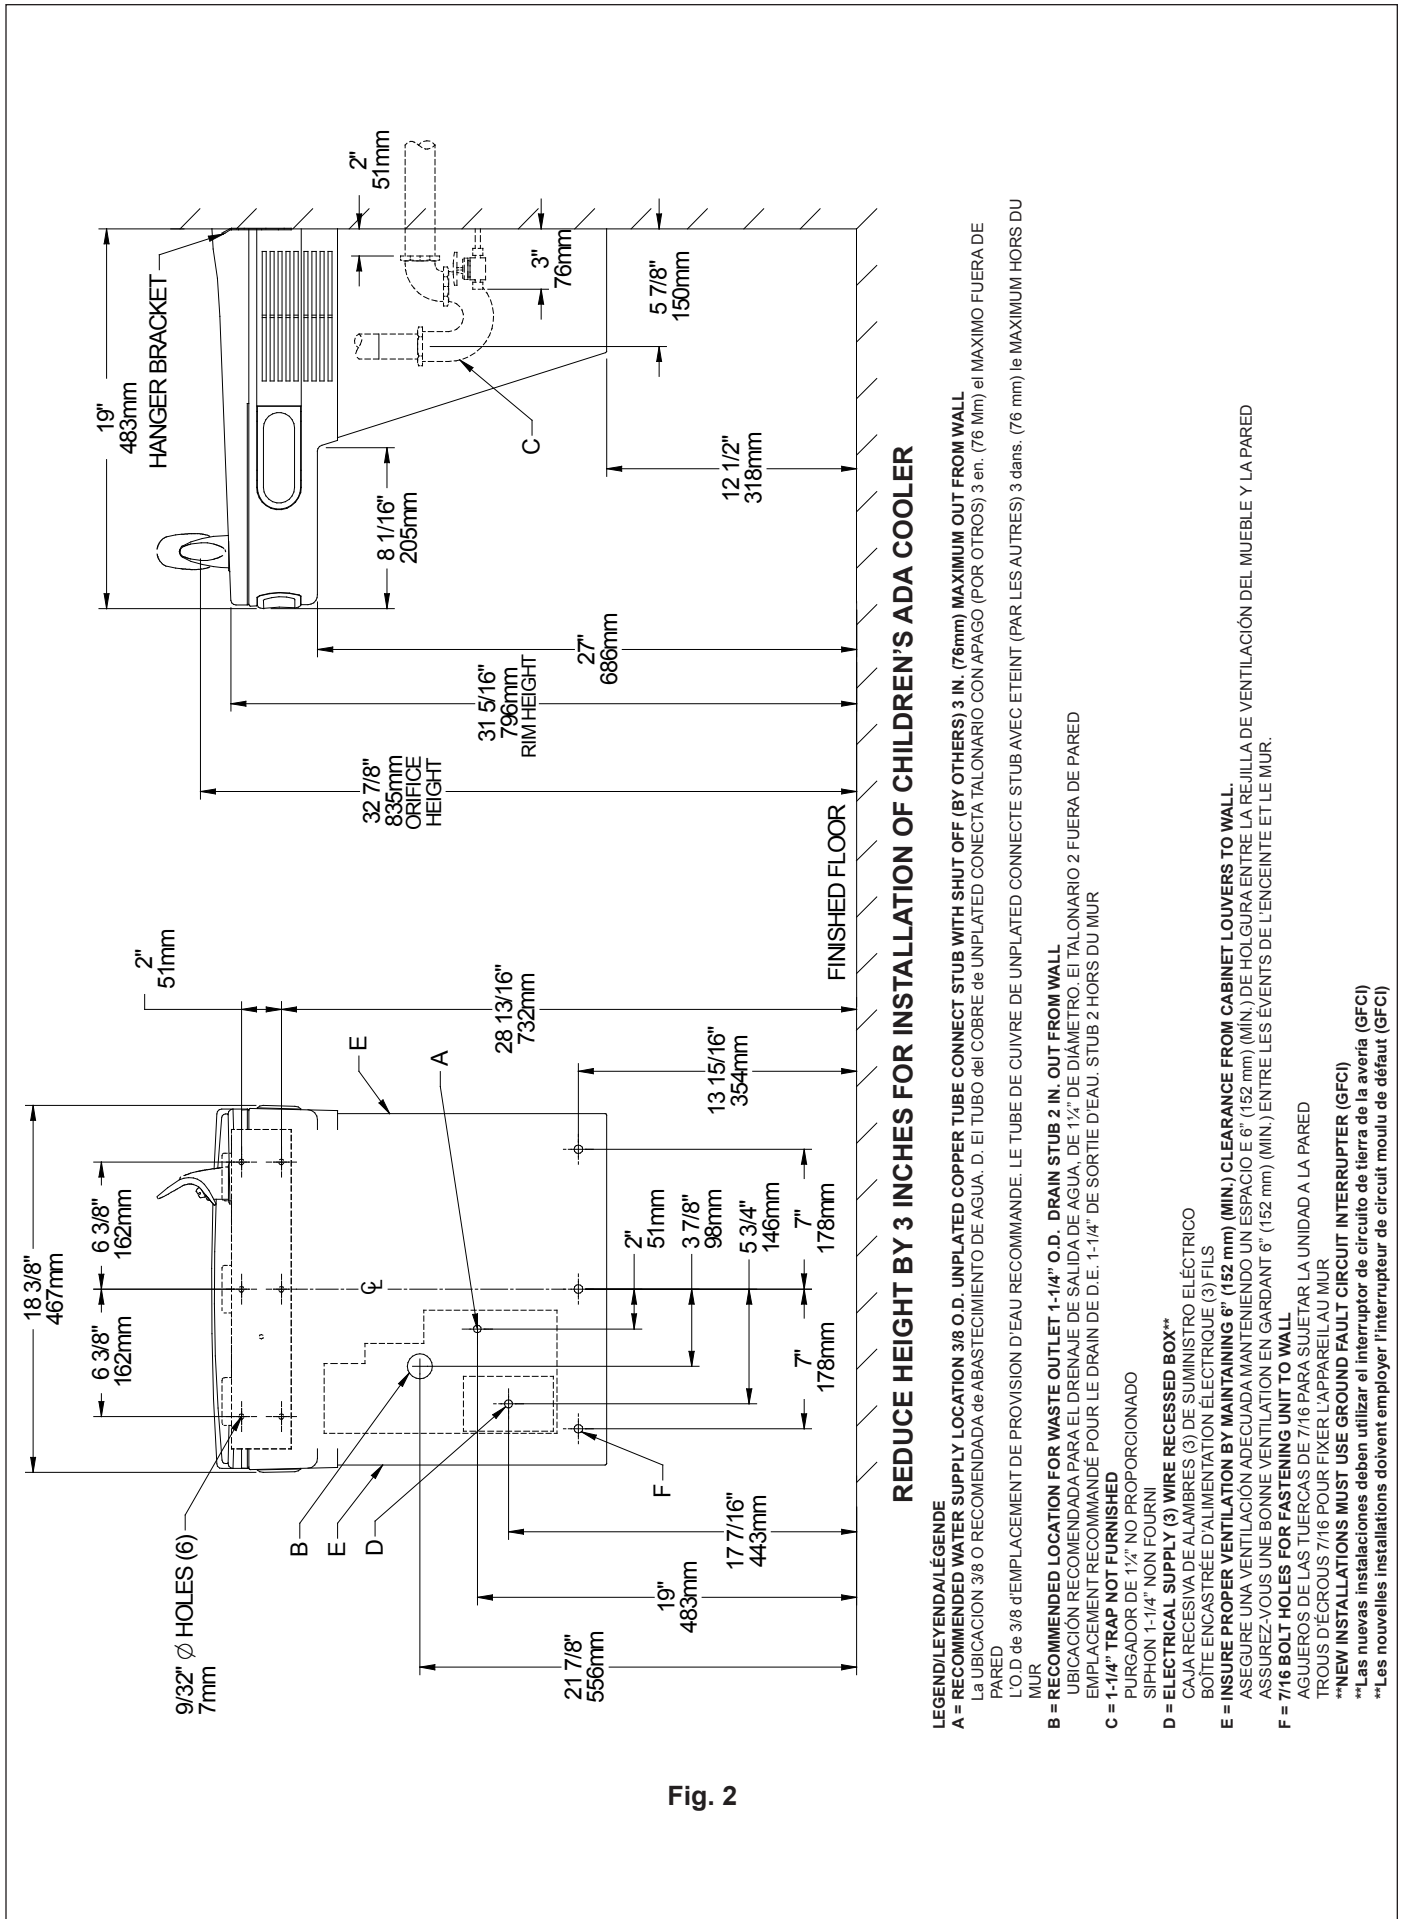 18 3/8"
467mm
6 3/8"
162mm
6 3/8"
162mm
9/32" Ø HOLES (6)
7mm
2"
51mm
B
E
D
E
A
F
℄
28 13/16"
732mm
13 15/16"
354mm
2"
51mm
3 7/8"
98mm
5 3/4"
146mm
7"
178mm
7"
178mm
17 7/16"
443mm
19"
483mm
21 7/8"
556mm
FINISHED FLOOR
19"
483mm
HANGER BRACKET
2"
51mm
3"
76mm
5 7/8"
150mm
C
8 1/16"
205mm
12 1/2"
318mm
27"
686mm
31 5/16"
796mm
RIM HEIGHT
32 7/8"
835mm
ORIFICE
HEIGHT
REDUCE HEIGHT BY 3 INCHES FOR INSTALLATION OF CHILDREN'S ADA COOLER
LEGEND/LEYENDA/LÉGENDE
A = RECOMMENDED WATER SUPPLY LOCATION 3/8 O.D. UNPLATED COPPER TUBE CONNECT STUB WITH SHUT OFF (BY OTHERS) 3 IN. (76mm) MAXIMUM OUT FROM WALL
La UBICACION 3/8 O RECOMENDADA de ABASTECIMIENTO DE AGUA. D. El TUBO del COBRE de UNPLATED CONECTA TALONARIO CON APAGO (POR OTROS) 3 en. (76 Mm) el MAXIMO FUERA DE
PARED
L'O.D de 3/8 d'EMPLACEMENT DE PROVISION D'EAU RECOMMANDE. LE TUBE DE CUIVRE DE UNPLATED CONNECTE STUB AVEC ETEINT (PAR LES AUTRES) 3 dans. (76 mm) le MAXIMUM HORS DU
MUR
B = RECOMMENDED LOCATION FOR WASTE OUTLET 1-1/4" O.D. DRAIN STUB 2 IN. OUT FROM WALL
UBICACIÓN RECOMENDADA PARA EL DRENAJE DE SALIDA DE AGUA, DE 1¼" DE DIÁMETRO. El TALONARIO 2 FUERA DE PARED
EMPLACEMENT RECOMMANDÉ POUR LE DRAIN DE D.E. 1-1/4" DE SORTIE D'EAU. STUB 2 HORS DU MUR
C = 1-1/4" TRAP NOT FURNISHED
PURGADOR DE 1¼" NO PROPORCIONADO
SIPHON 1-1/4" NON FOURNI
D = ELECTRICAL SUPPLY (3) WIRE RECESSED BOX**
CAJA RECESIVA DE ALAMBRES (3) DE SUMINISTRO ELÉCTRICO
BOÎTE ENCASTRÉE D'ALIMENTATION ÉLECTRIQUE (3) FILS
E = INSURE PROPER VENTILATION BY MAINTAINING 6" (152 mm) (MIN.) CLEARANCE FROM CABINET LOUVERS TO WALL.
ASEGURE UNA VENTILACIÓN ADECUADA MANTENIENDO UN ESPACIO E 6" (152 mm) (MÍN.) DE HOLGURA ENTRE LA REJILLA DE VENTILACIÓN DEL MUEBLE Y LA PARED
ASSUREZ-VOUS UNE BONNE VENTILATION EN GARDANT 6" (152 mm) (MIN.) ENTRE LES ÉVENTS DE L'ENCEINTE ET LE MUR.
F = 7/16 BOLT HOLES FOR FASTENING UNIT TO WALL
AGUJEROS DE LAS TUERCAS DE 7/16 PARA SUJETAR LA UNIDAD A LA PARED
TROUS D'ÉCROUS 7/16 POUR FIXER L'APPAREIL AU MUR
**NEW INSTALLATIONS MUST USE GROUND FAULT CIRCUIT INTERRUPTER (GFCI)
**Las nuevas instalaciones deben utilizar el interruptor de circuito de tierra de la avería (GFCI)
**Les nouvelles installations doivent employer l'interrupteur de circuit moulu de défaut (GFCI)
Fig. 2